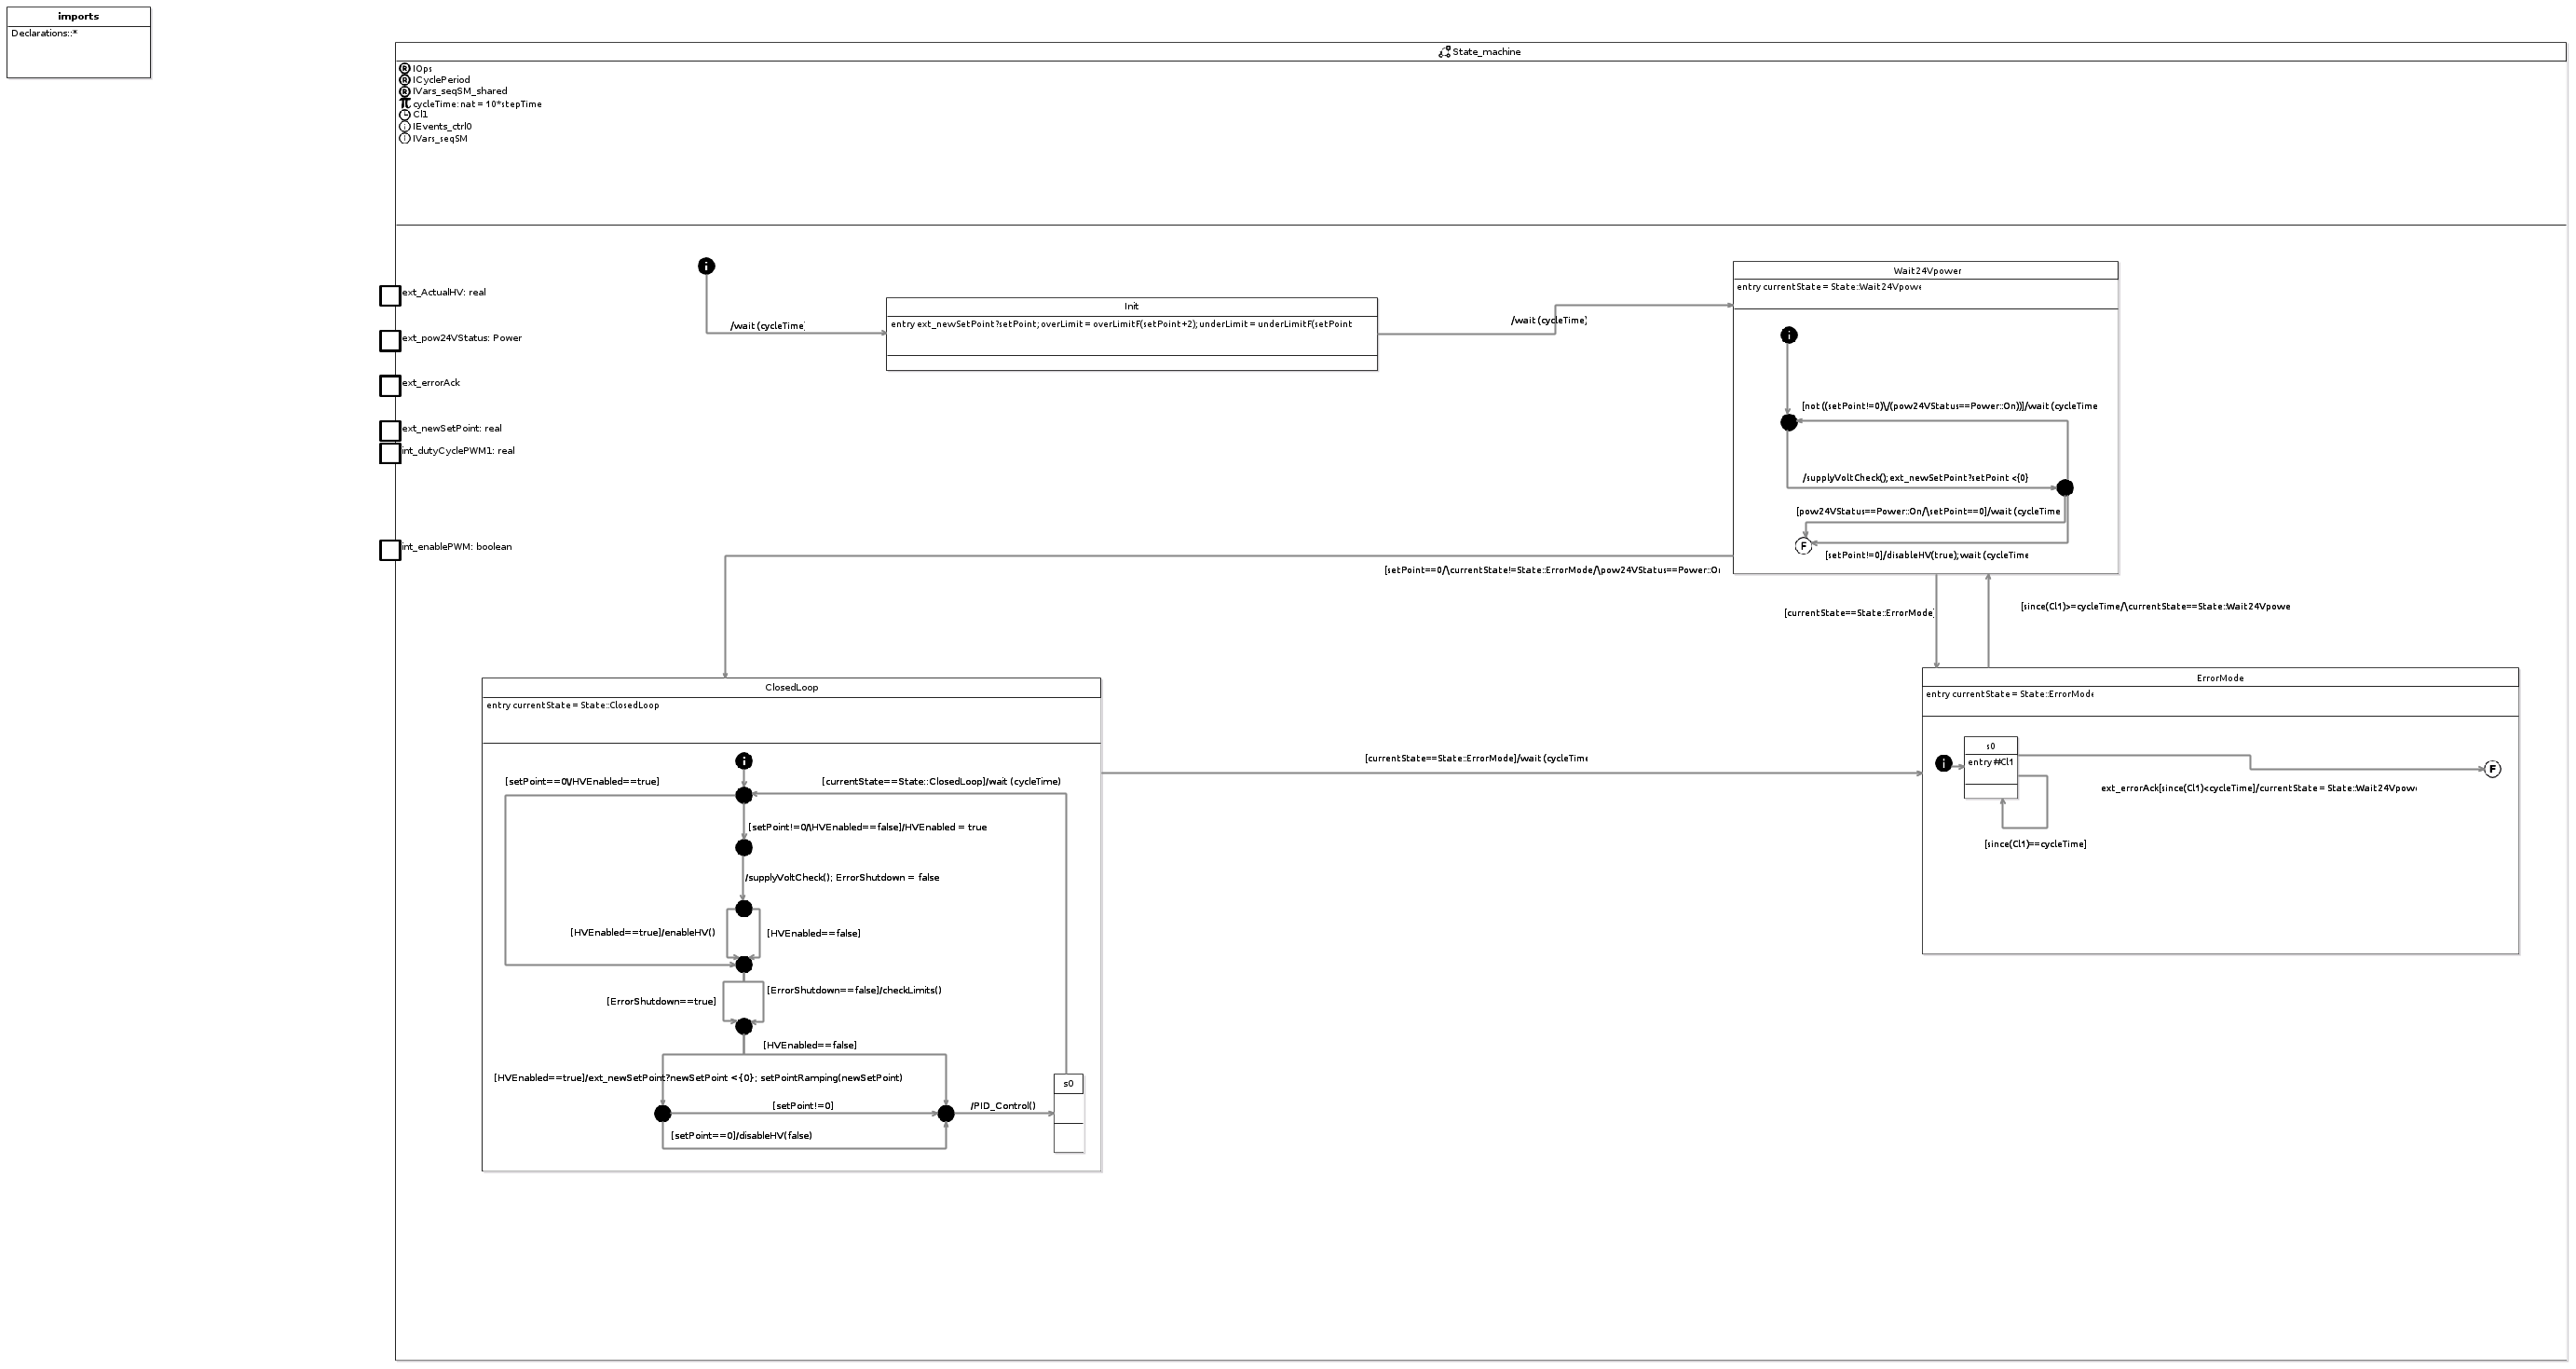 imports
Declarations::*
State_machine
IOps
ICyclePeriod
IVars_seqSM_shared
cycleTime: nat = 10*stepTime
Cl1
IEvents_ctrl0
IVars_seqSM
ext_ActualHV: real
ext_pow24VStatus: Power
ext_errorAck
ext_newSetPoint: real
int_dutyCyclePWM1: real
int_enablePWM: boolean
i
/wait (cycleTime)
Init
entry ext_newSetPoint?setPoint; overLimit = overLimitF(setPoint+2); underLimit = underLimitF(setPoint
/wait (cycleTime)
Wait24Vpower
entry currentState = State::Wait24Vpowe
i
[not ((setPoint!=0)\/(pow24VStatus==Power::On))]/wait (cycleTime
/supplyVoltCheck(); ext_newSetPoint?setPoint <{0}
[pow24VStatus==Power::On/\setPoint==0]/wait (cycleTime
F
[setPoint!=0]/disableHV(true); wait (cycleTime
[setPoint==0/\currentState!=State::ErrorMode/\pow24VStatus==Power::On
[currentState==State::ErrorMode]
[since(Cl1)>=cycleTime/\currentState==State::Wait24Vpowe
ClosedLoop
entry currentState = State::ClosedLoop
i
[setPoint==0\/HVEnabled==true]
[currentState==State::ClosedLoop]/wait (cycleTime)
[setPoint!=0/\HVEnabled==false]/HVEnabled = true
/supplyVoltCheck(); ErrorShutdown = false
[HVEnabled==true]/enableHV()
[HVEnabled==false]
[ErrorShutdown==false]/checkLimits()
[ErrorShutdown==true]
[HVEnabled==false]
[HVEnabled==true]/ext_newSetPoint?newSetPoint <{0}; setPointRamping(newSetPoint)
s0
[setPoint!=0]
/PID_Control()
[setPoint==0]/disableHV(false)
[currentState==State::ErrorMode]/wait (cycleTime
ErrorMode
entry currentState = State::ErrorMode
i
s0
entry #Cl1
F
ext_errorAck[since(Cl1)<cycleTime]/currentState = State::Wait24Vpowe
[since(Cl1)==cycleTime]